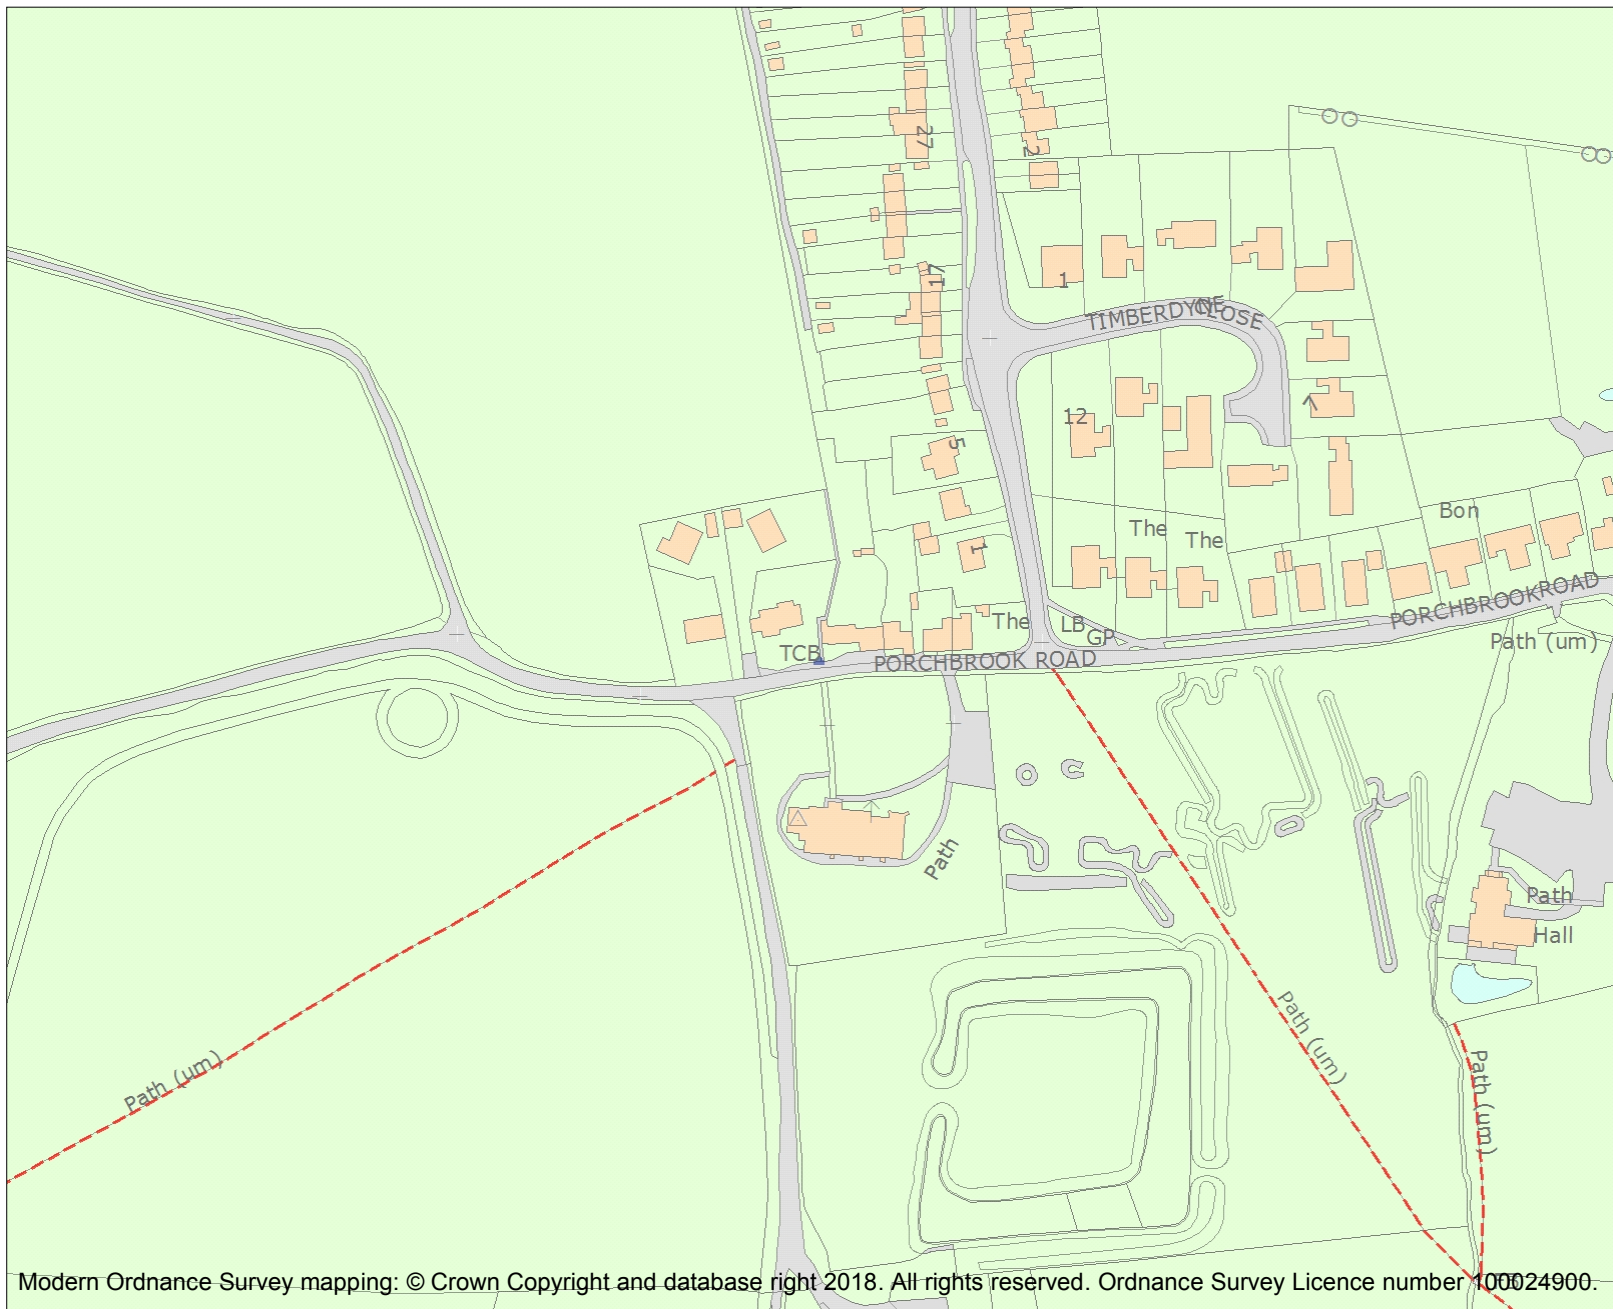 27
2
17
1
TIMBERDYNE CLOSE
7
12
5
Bon
The
The
1
PORCHBROOK ROAD
The
LB
GP
Path (um)
TCB
PORCHBROOK ROAD
Path
Path
Hall
Path (um)
Path (um)
Path (um)
Modern Ordnance Survey mapping: © Crown Copyright and database right 2018. All rights reserved. Ordnance Survey Licence number 100024900.